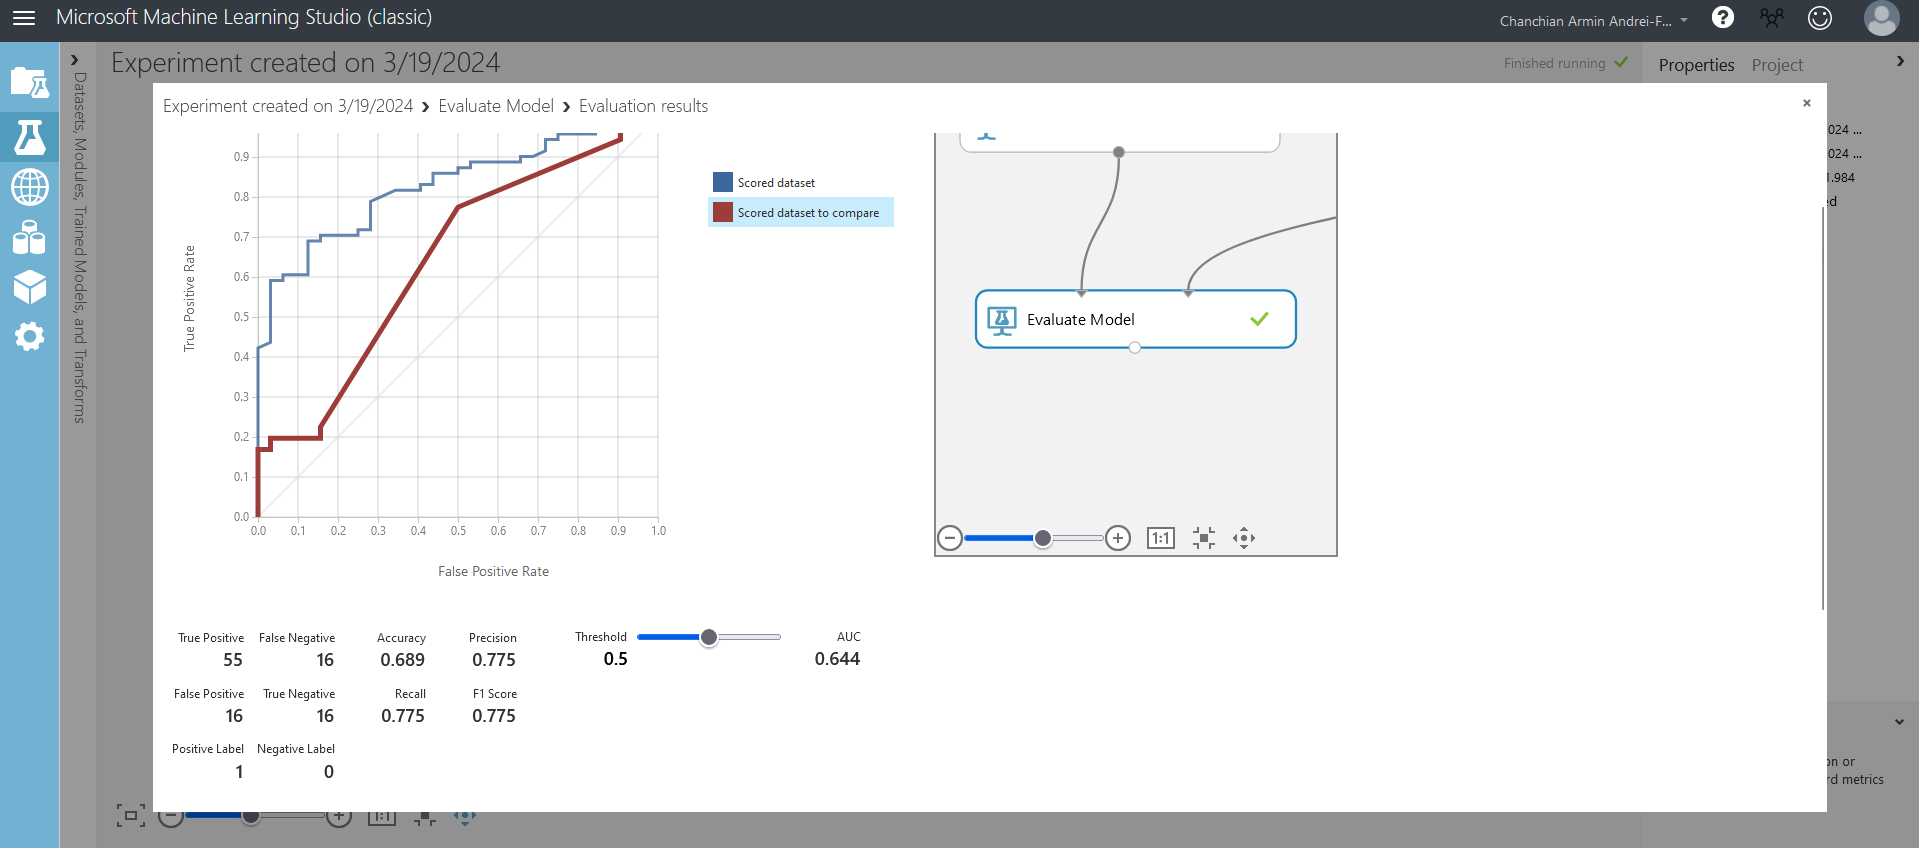 Microsoft Machine Learning Studio (classic)
Chanchian Armin Andrei-F...
?
Experiment created on 3/19/2024
Finished running
Properties Project
Datasets, Modules, Trained Models, and Transforms
Experiment created on 3/19/2024 > Evaluate Model > Evaluation results
×
024 ...
024 ...
1.984
ed
True Positive Rate
0.9
0.8
0.7
0.6
0.5
0.4
0.3
0.2
0.1
0.0
0.0 0.1 0.2 0.3 0.4 0.5 0.6 0.7 0.8 0.9 1.0
False Positive Rate
Scored dataset
Scored dataset to compare
Evaluate Model
1:1
True Positive False Negative Accuracy Precision Threshold AUC
55 16 0.689 0.775 0.5 0.644
False Positive True Negative Recall F1 Score
16 16 0.775 0.775
Positive Label Negative Label
1 0
on or
rd metrics
1:1